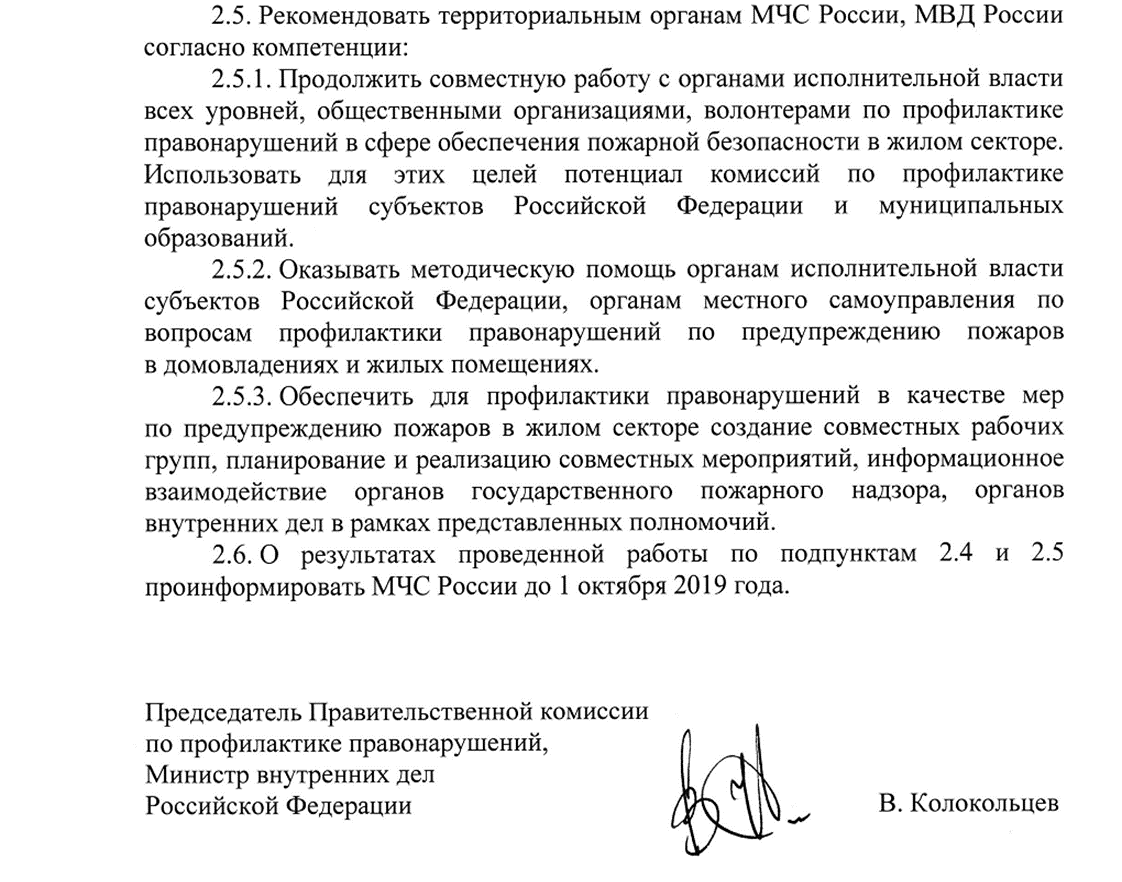 2.5. Рекомендовать территориальным органам МЧС России, МВД России
согласно компетенции:
2.5.1. Продолжить совместную работу с органами исполнительной власти
всех уровней, общественными организациями, волонтерами по профилактике
правонарушений в сфере обеспечения пожарной безопасности в жилом секторе.
Использовать для этих целей потенциал комиссий по профилактике
правонарушений субъектов Российской Федерации и муниципальных
образований.
2.5.2. Оказывать методическую помощь органам исполнительной власти
субъектов Российской Федерации, органам местного самоуправления по
вопросам профилактики правонарушений по предупреждению пожаров
в домовладениях и жилых помещениях.
2.5.3. Обеспечить для профилактики правонарушений в качестве мер
по предупреждению пожаров в жилом секторе создание совместных рабочих
групп, планирование и реализацию совместных мероприятий, информационное
взаимодействие органов государственного пожарного надзора, органов
внутренних дел в рамках представленных полномочий.
2.6. О результатах проведенной работы по подпунктам 2.4 и 2.5
проинформировать МЧС России до 1 октября 2019 года.
Председатель Правительственной комиссии
по профилактике правонарушений,
Министр внутренних дел
Российской Федерации
В. Колокольцев